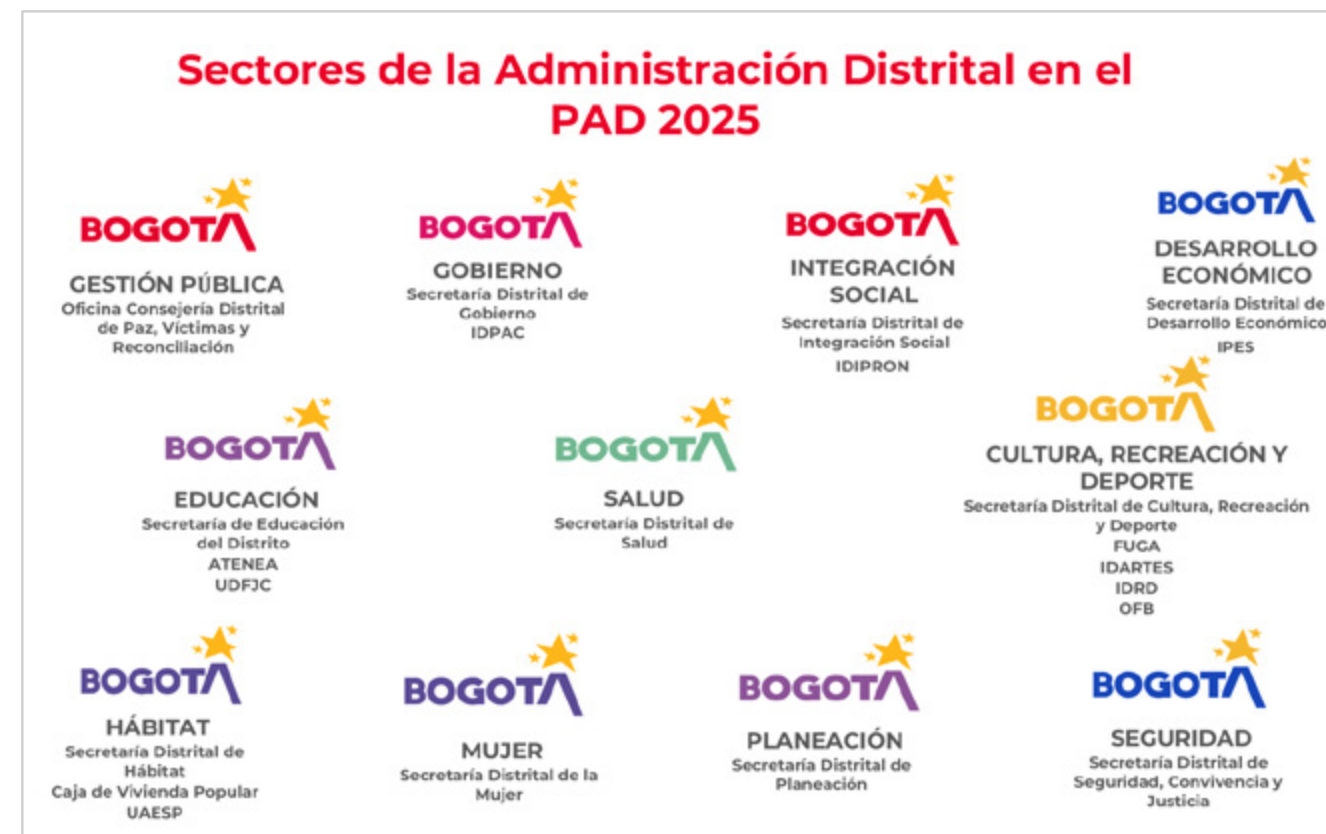 Sectores de la Administración Distrital en el
PAD 2025
BOGOTÁ
GESTIÓN PÚBLICA
Oficina Consejería Distrital
de Paz, Víctimas y
Reconciliación
BOGOTÁ
GOBIERNO
Secretaría Distrital de
Gobierno
IDPAC
BOGOTÁ
INTEGRACIÓN
SOCIAL
Secretaría Distrital de
Integración Social
IDIPRON
BOGOTÁ
DESARROLLO
ECONÓMICO
Secretaría Distrital de
Desarrollo Económico
IPES
BOGOTÁ
EDUCACIÓN
Secretaría de Educación
del Distrito
ATENEA
UDFJC
BOGOTÁ
SALUD
Secretaría Distrital de
Salud
BOGOTÁ
CULTURA, RECREACIÓN Y
DEPORTE
Secretaría Distrital de Cultura, Recreación
y Deporte
FUGA
IDARTES
IDRD
OFB
BOGOTÁ
HÁBITAT
Secretaría Distrital de
Hábitat
Caja de Vivienda Popular
UAESP
BOGOTÁ
MUJER
Secretaría Distrital de la
Mujer
BOGOTÁ
PLANEACIÓN
Secretaría Distrital de
Planeación
BOGOTÁ
SEGURIDAD
Secretaría Distrital de
Seguridad, Convivencia y
Justicia